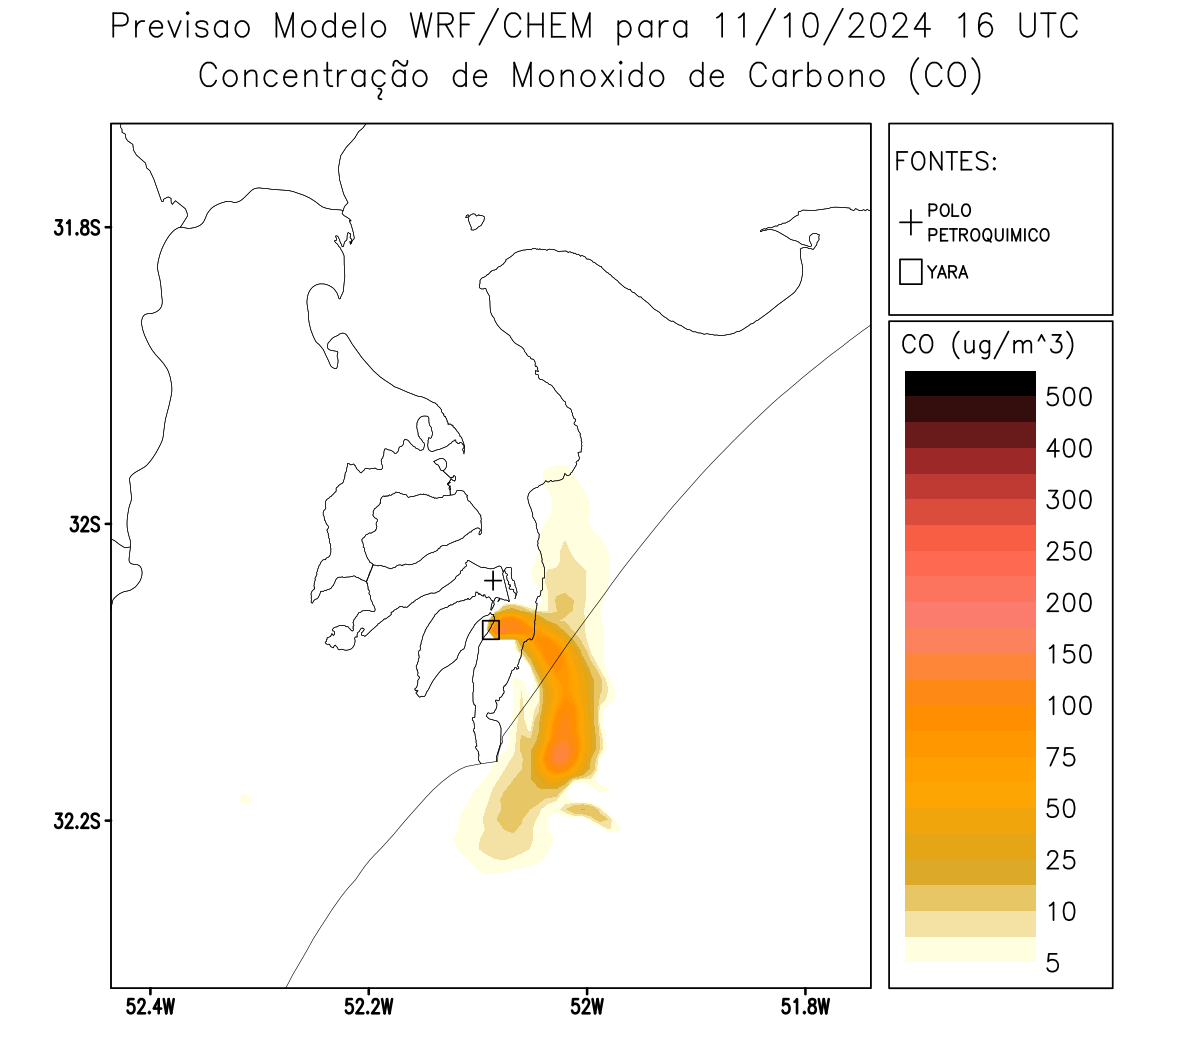 Previsao Modelo WRF/CHEM para 11/10/2024 16 UTC
Concentração de Monoxido de Carbono (CO)
FONTES:
POLO
PETROQUIMICO
YARA
CO (ug/m^3)
500
400
300
250
200
150
100
75
50
25
10
5
31.8S
32S
32.2S
52.4W
52.2W
52W
51.8W